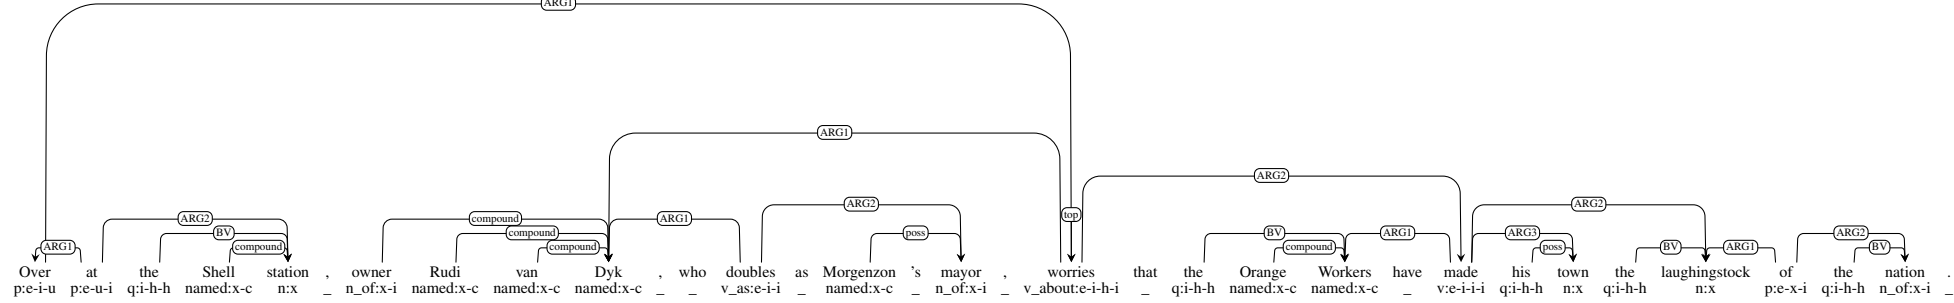 ARG1
ARG1
ARG2
top
ARG2 ARG2
ARG2 compound ARG1
BV compound poss BV ARG1 ARG3 ARG2
ARG1 compound compound compound poss BV ARG1 BV
Over at the Shell station , owner Rudi van Dyk , who doubles as Morgenzon 's mayor , worries that the Orange Workers have made his town the laughingstock of the nation .
p:e-i-u p:e-u-i q:i-h-h named:x-c n:x _ n_of:x-i named:x-c named:x-c named:x-c _ _ v_as:e-i-i _ named:x-c _ n_of:x-i _ v_about:e-i-h-i _ q:i-h-h named:x-c named:x-c _ v:e-i-i-i q:i-h-h n:x q:i-h-h n:x p:e-x-i q:i-h-h n_of:x-i _